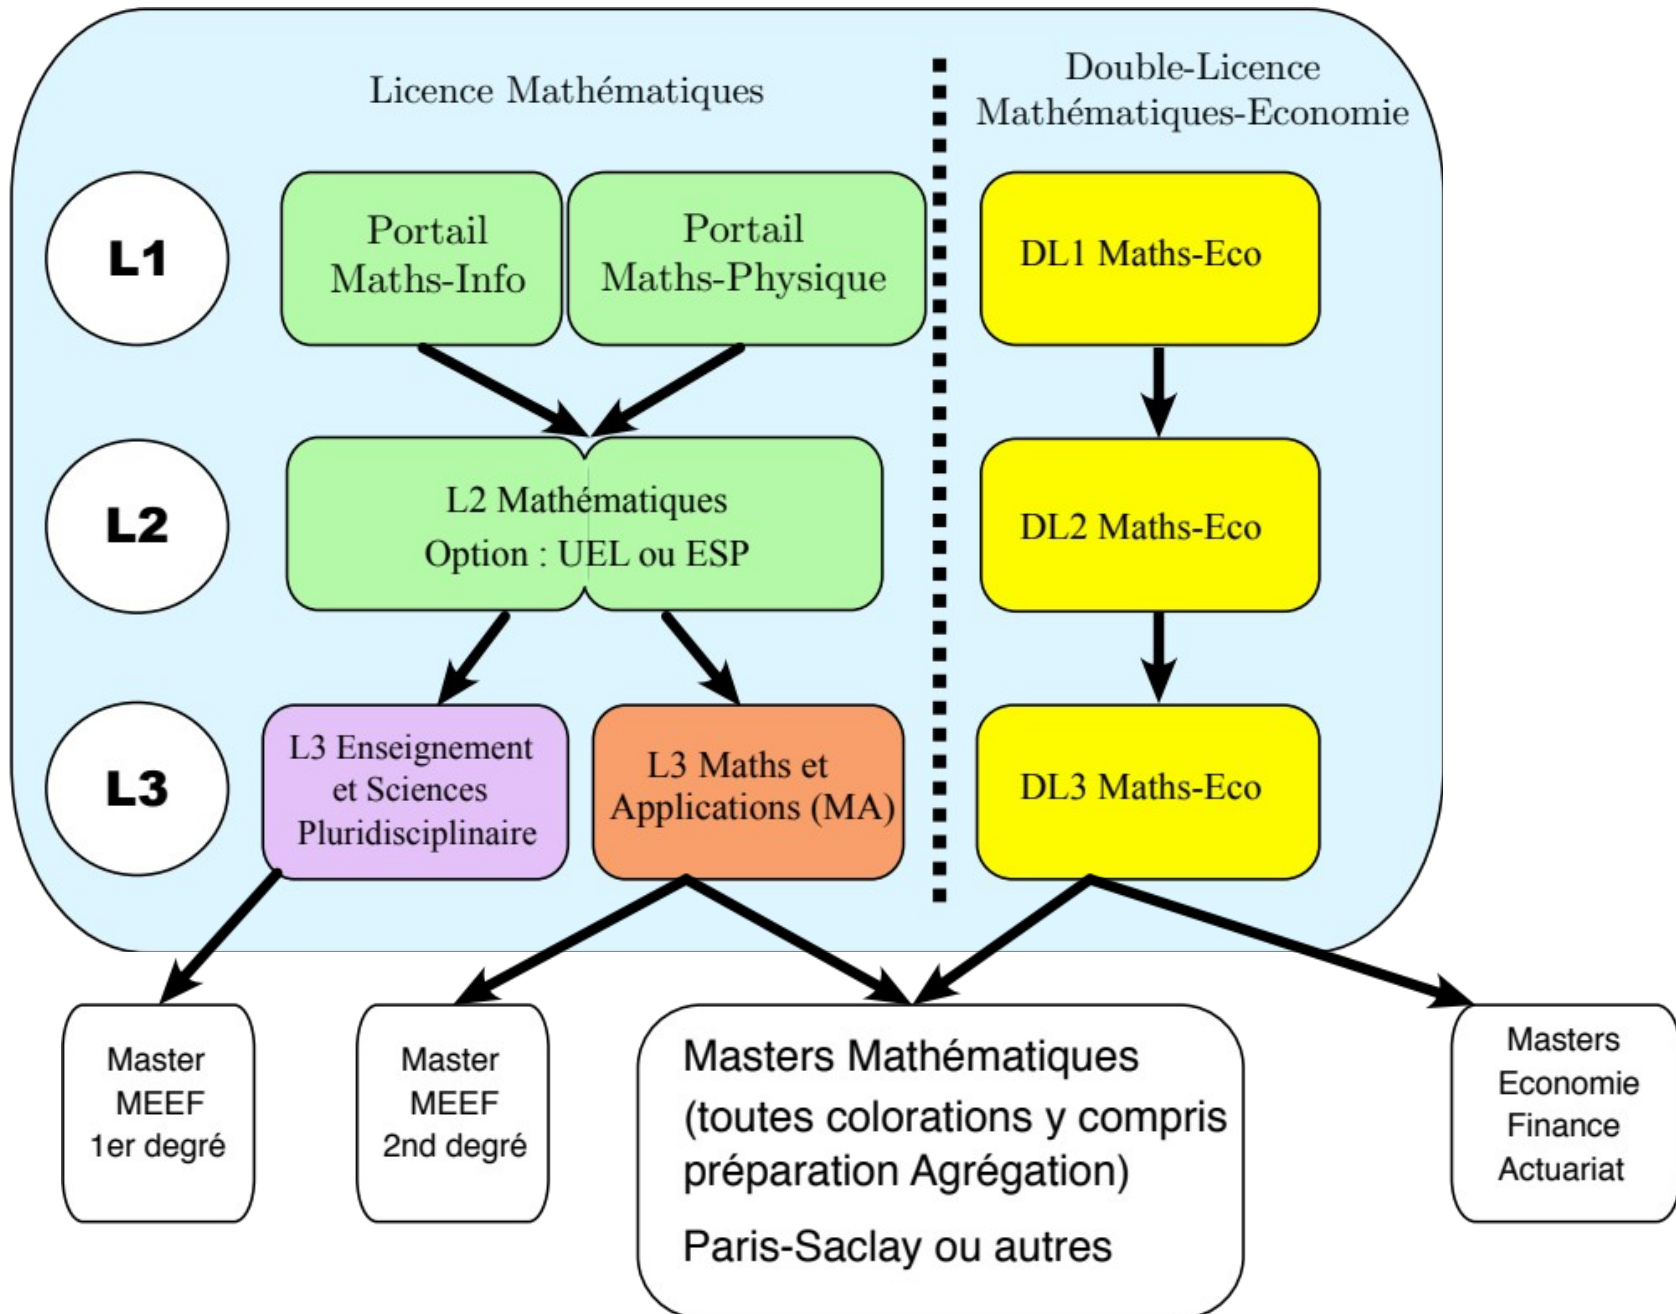 Licence Mathématiques
Double-Licence
Mathématiques-Economie
L1
Portail
Maths-Info
Portail
Maths-Physique
DL1 Maths-Eco
L2
L2 Mathématiques
Option : UEL ou ESP
DL2 Maths-Eco
L3
L3 Enseignement
et Sciences
Pluridisciplinaire
L3 Maths et
Applications (MA)
DL3 Maths-Eco
Master
MEEF
1er degré
Master
MEEF
2nd degré
Masters Mathématiques
(toutes colorations y compris
préparation Agrégation)
Paris-Saclay ou autres
Masters
Economie
Finance
Actuariat